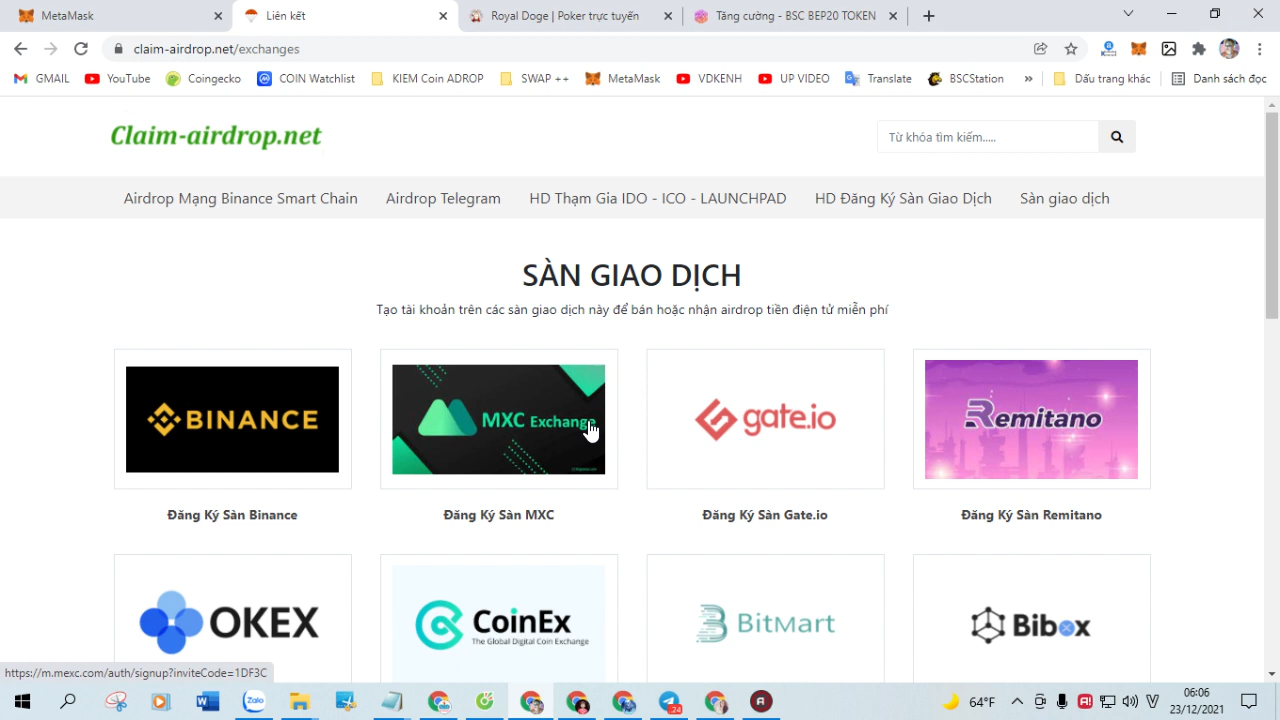 MetaMask
Liên kết
Royal Doge | Poker trực tuyến
Tăng cường - BSC BEP20 TOKEN
claim-airdrop.net/exchanges
GMAIL
YouTube
Coingecko
COIN Watchlist
KIEM Coin ADROP
SWAP ++
MetaMask
VDKENH
UP VIDEO
Translate
BSCStation
»
Dấu trang khác
Danh sách đọc
Claim-airdrop.net
Từ khóa tìm kiếm.....
Airdrop Mạng Binance Smart Chain
Airdrop Telegram
HD Thạm Gia IDO - ICO - LAUNCHPAD
HD Đăng Ký Sàn Giao Dịch
Sàn giao dịch
SÀN GIAO DỊCH
Tạo tài khoản trên các sàn giao dịch này để bán hoặc nhận airdrop tiền điện tử miễn phí
BINANCE
MXC Exchange
gate.io
Remitano
Đăng Ký Sàn Binance
Đăng Ký Sàn MXC
Đăng Ký Sàn Gate.io
Đăng Ký Sàn Remitano
OKEX
CoinEx
The Global Digital Coin Exchange
BitMart
Bibox
https://m.mexc.com/auth/signup?inviteCode=1DF3C
Zalo
24
64°F
06:06
23/12/2021